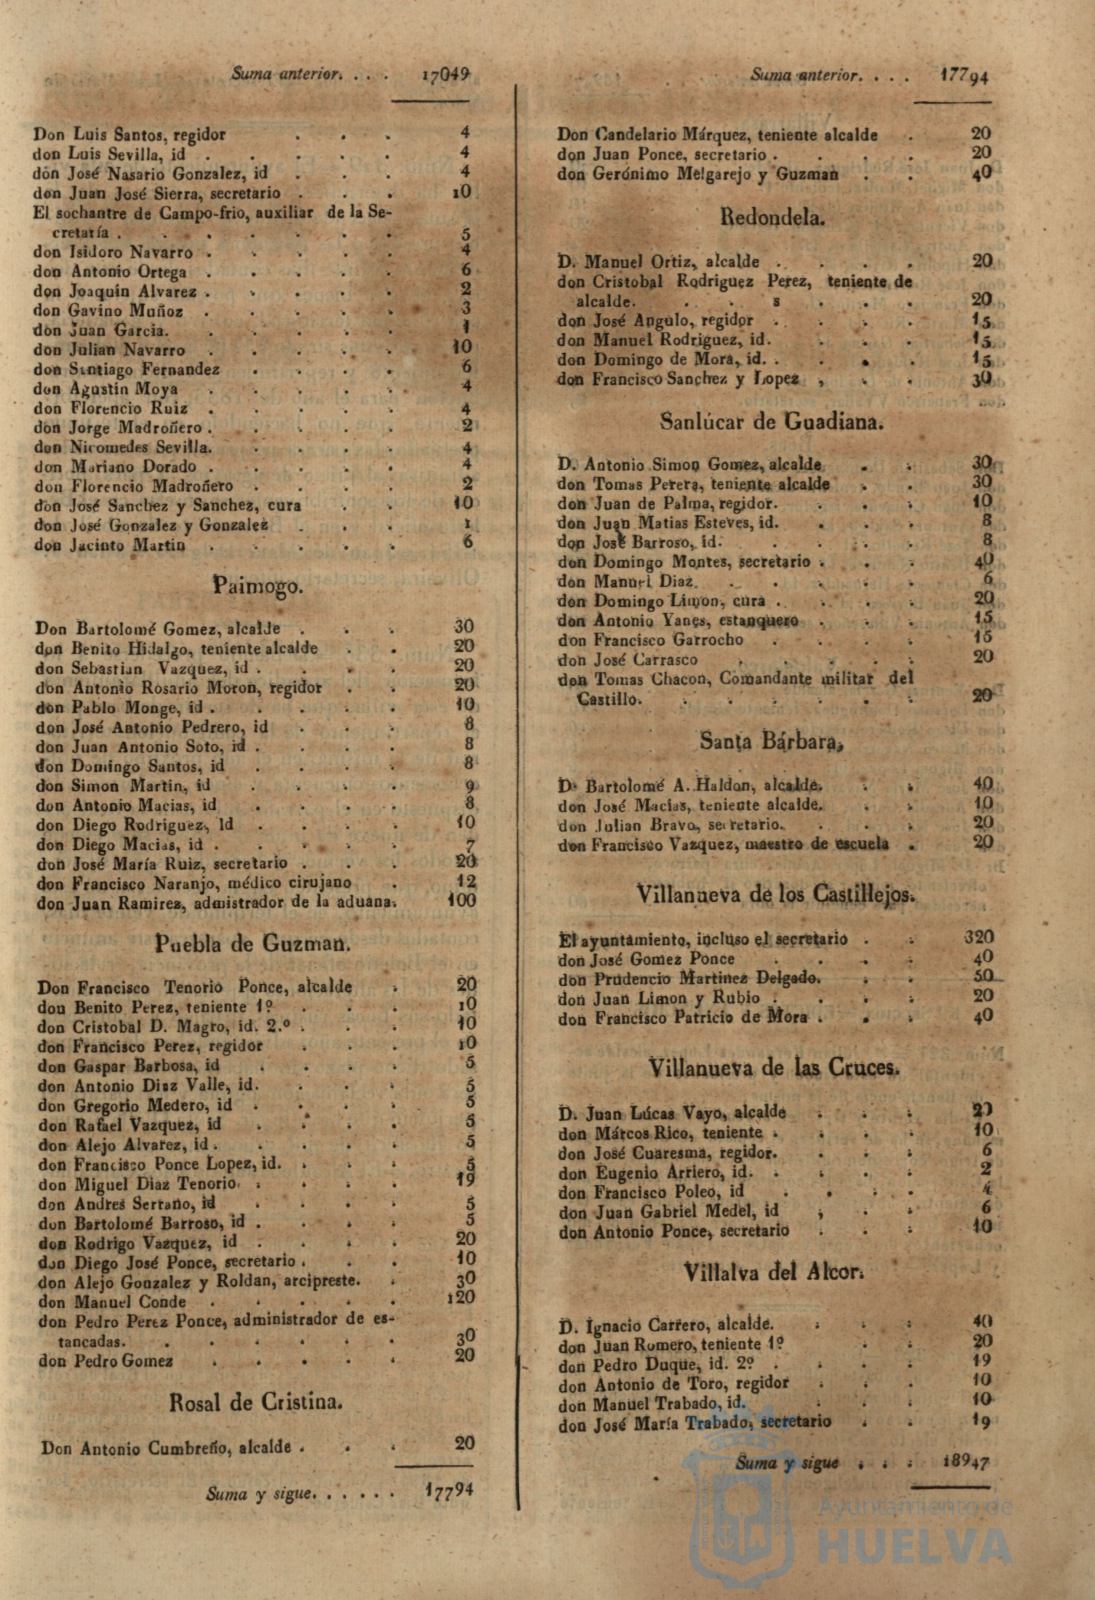 Suma anterior. . . . 17049
Don Luis Santos, regidor . . . 4
don Luis Sevilla, id . . . . . 4
don José Nasario Gonzalez, id . . . 4
don Juan José Sierra, secretario . . . 10
El sochantre de Campo-frio, auxiliar de la Se-
cretaría . . . . . . . 5
don Isidoro Navarro . . . . . 4
don Antonio Ortega . . . . . 6
don Joaquin Alvarez . . . . . 2
don Gavino Muñoz . . . . . 3
don Juan Garcia. . . . . . 1
don Julian Navarro . . . . . 10
don Santiago Fernandez . . . . 6
don Agustin Moya . . . . . 4
don Florencio Ruiz . . . . . 4
don Jorge Madroñero . . . . . 2
don Nicomedes Sevilla. . . . . 4
don Mariano Dorado . . . . . 4
don Florencio Madroñero . . . . 2
don José Sanchez y Sanchez, cura . . 10
don José Gonzalez y Gonzalez . . . 1
don Jacinto Martin . . . . . 6
Paimogo.
Don Bartolomé Gomez, alcalde . . . 30
don Benito Hidalgo, teniente alcalde . . 20
don Sebastian Vazquez, id . . . . 20
don Antonio Rosario Moron, regidor . . 20
don Pablo Monge, id . . . . . 10
don José Antonio Pedrero, id . . . 8
don Juan Antonio Soto, id . . . . 8
don Domingo Santos, id . . . . 8
don Simon Martin, id . . . . 9
don Antonio Macias, id . . . . 8
don Diego Rodriguez, Id . . . . 10
don Diego Macias, id . . . . . 7
don José María Ruiz, secretario . . . 20
don Francisco Naranjo, médico cirujano . 12
don Juan Ramirez, admistrador de la aduana. 100
Puebla de Guzman.
Don Francisco Tenorio Ponce, alcalde . 20
don Benito Perez, teniente 1º . . . 10
don Cristobal D. Magro, id. 2.º . . . 10
don Francisco Perez, regidor . . . 10
don Gaspar Barbosa, id . . . . 5
don Antonio Diaz Valle, id. . . . 5
don Gregorio Medero, id . . . . 5
don Rafael Vazquez, id . . . . 5
don Alejo Alvarez, id . . . . . 5
don Francisco Ponce Lopez, id. . . . 5
don Miguel Diaz Tenorio . . . . 19
don Andres Serraño, id . . . . 5
don Bartolomé Barroso, id . . . . 5
don Rodrigo Vazquez, id . . . . 20
don Diego José Ponce, secretario . . . 10
don Alejo Gonzalez y Roldan, arcipreste. . 30
don Manuel Conde . . . . . 120
don Pedro Perez Ponce, administrador de es-
tancadas. . . . . . . 30
don Pedro Gomez . . . . . 20
Rosal de Cristina.
Don Antonio Cumbreño, alcalde . . . 20
Suma y sigue. . . . . . 17794
Suma anterior. . . . 17794
Don Candelario Márquez, teniente alcalde . 20
don Juan Ponce, secretario . . . . 20
don Gerónimo Melgarejo y Guzman . . 40
Redondela.
D. Manuel Ortiz, alcalde . . . . 20
don Cristobal Rodriguez Perez, teniente de
alcalde. . . s . . . 20
don José Angulo, regidor . . . . 15
don Manuel Rodriguez, id. . . . 15
don Domingo de Mora, id. . . . . 15
don Francisco Sanchez y Lopez , . . 30
Sanlúcar de Guadiana.
D. Antonio Simon Gomez, alcalde . . 30
don Tomas Perera, teniente alcalde . . 30
don Juan de Palma, regidor. . . . 10
don Juan Matias Esteves, id. . . . 8
don José Barroso, id. . . . . 8
don Domingo Montes, secretario . . . 40
don Manuel Diaz. . . . . . 6
don Domingo Limon, cura . . . . 20
don Antonio Yanes, estanquero . . . 15
don Francisco Garrocho . . . . 15
don José Carrasco . . . . . 20
don Tomas Chacon, Comandante militar del
Castillo. . . . . . . 20
Santa Bárbara.
D. Bartolomé A. Haldon, alcalde. . . 40
don José Macias, teniente alcalde. . . 10
don Julian Bravo, secretario. . . . 20
don Francisco Vazquez, maestro de escuela . 20
Villanueva de los Castillejos.
El ayuntamiento, incluso el secretario . . 320
don José Gomez Ponce . . . . 40
don Prudencio Martinez Delgado. . . 50
don Juan Limon y Rubio . . . . 20
don Francisco Patricio de Mora . . . 40
Villanueva de las Cruces.
D. Juan Lúcas Vayo, alcalde . . . 20
don Márcos Rico, teniente . . . . 10
don José Cuaresma, regidor. . . . 6
don Eugenio Arriero, id. . . . . 2
don Francisco Poleo, id . . . . 4
don Juan Gabriel Medel, id , . . 6
don Antonio Ponce, secretario . . . 10
Villalva del Alcor.
D. Ignacio Carrero, alcalde. . . . 40
don Juan Romero, teniente 1º . . 20
don Pedro Duque, id. 2º . . . . 19
don Antonio de Toro, regidor . . . 10
don Manuel Trabado, id. . . . 10
don José María Trabado, secretario . . 19
Suma y sigue . . . 18947
Ayuntamiento de
HUELVA